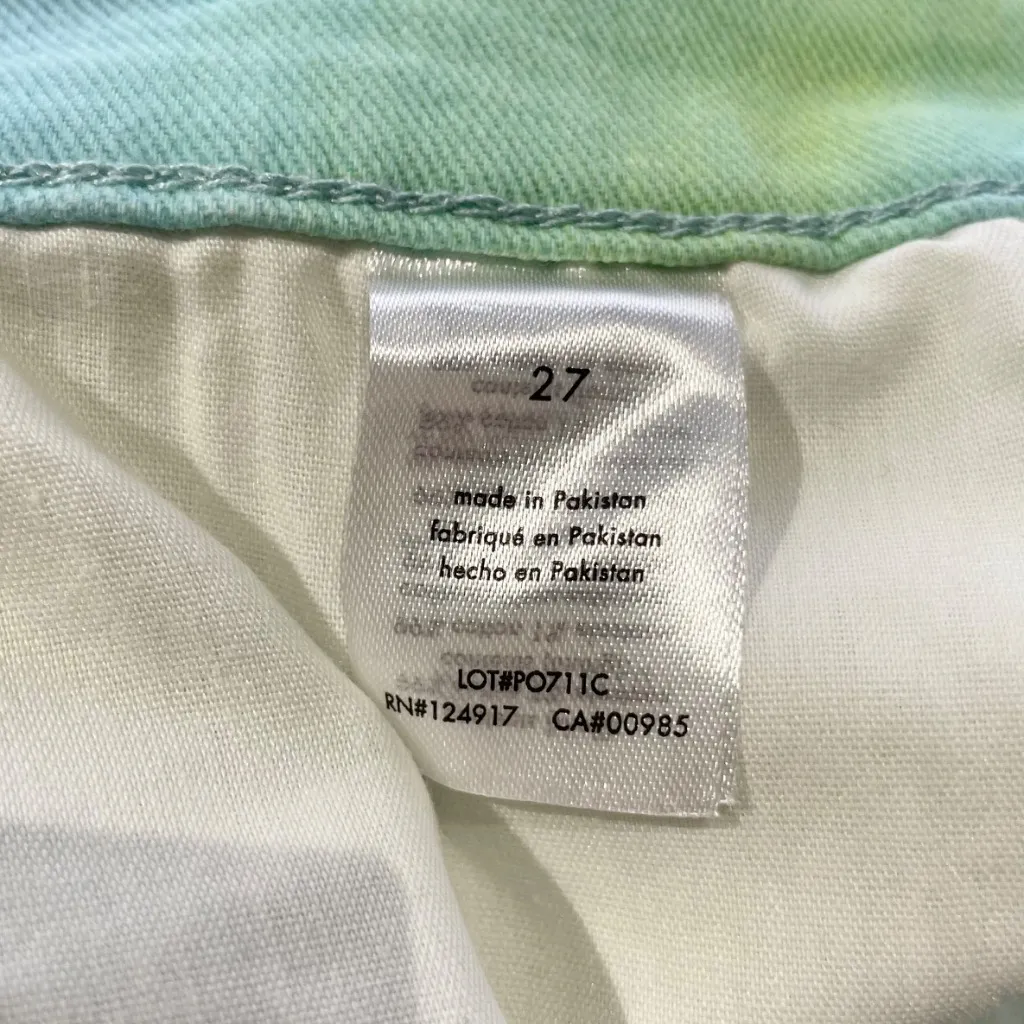 27
made in Pakistan
fabriqué en Pakistan
hecho en Pakistan
LOT#PO711C
RN#124917 CA#00985